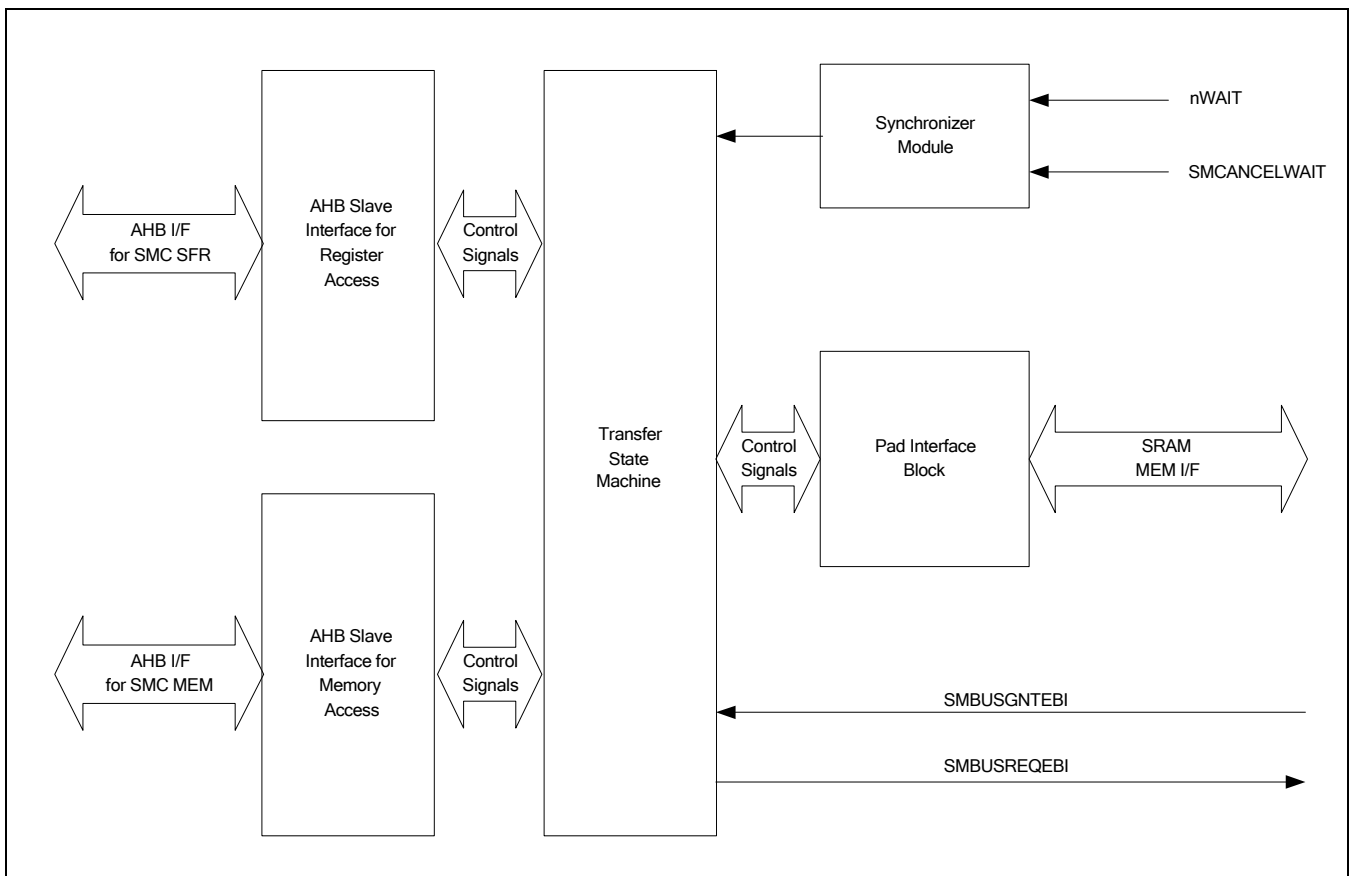 AHB I/F
for SMC SFR
AHB Slave
Interface for
Register
Access
Control
Signals
Synchronizer
Module
nWAIT
SMCANCELWAIT
Transfer
State
Machine
Control
Signals
Pad Interface
Block
SRAM
MEM I/F
AHB I/F
for SMC MEM
AHB Slave
Interface for
Memory
Access
Control
Signals
SMBUSGNTEBI
SMBUSREQEBI